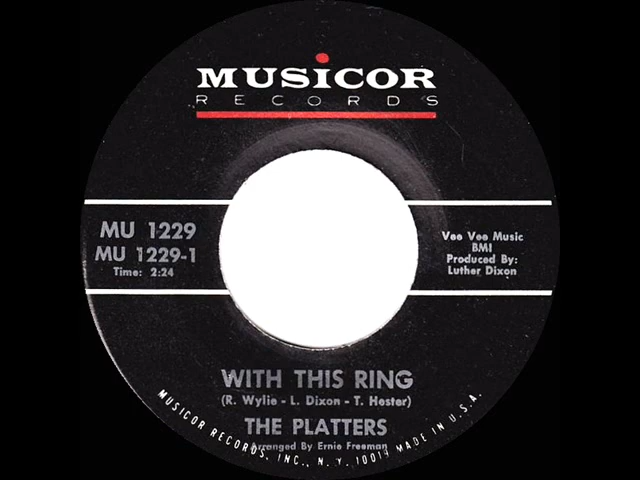 MUSICOR
RECORDS
MU 1229
MU 1229-1
Time: 2:24
Vee Vee Music
BMI
Produced By:
Luther Dixon
WITH THIS RING
(R. Wylie - L. Dixon - T. Hester)
THE PLATTERS
Arranged By Ernie Freeman
MUSICOR RECORDS, INC., N. Y. 10019 MADE IN U.S.A.